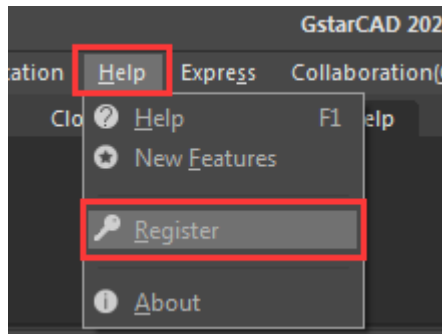 GstarCAD 202
ation Help Express Collaboration(
Clo elp
Help F1
New Features
Register
About